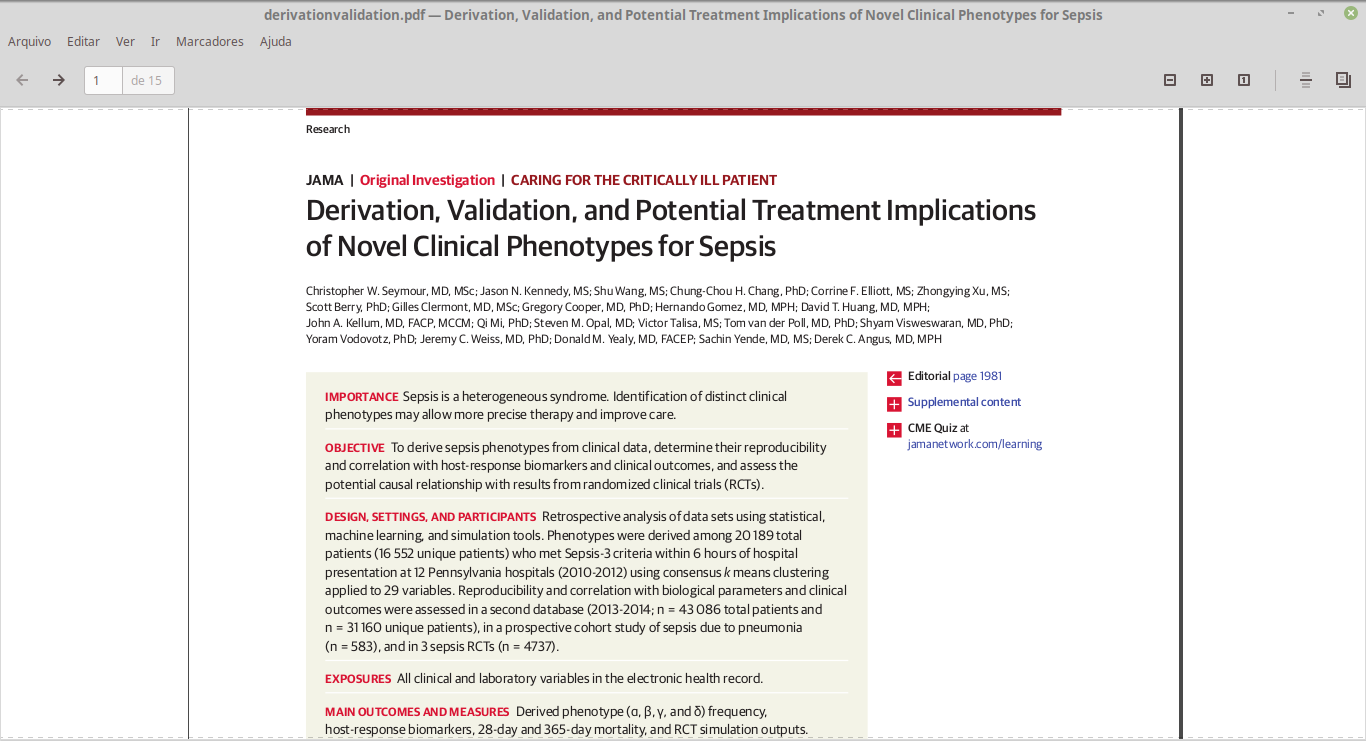 derivationvalidation.pdf — Derivation, Validation, and Potential Treatment Implications of Novel Clinical Phenotypes for Sepsis
Arquivo Editar Ver Ir Marcadores Ajuda
1 de 15
1
Research
JAMA | Original Investigation | CARING FOR THE CRITICALLY ILL PATIENT
Derivation, Validation, and Potential Treatment Implications
of Novel Clinical Phenotypes for Sepsis
Christopher W. Seymour, MD, MSc; Jason N. Kennedy, MS; Shu Wang, MS; Chung-Chou H. Chang, PhD; Corrine F. Elliott, MS; Zhongying Xu, MS;
Scott Berry, PhD; Gilles Clermont, MD, MSc; Gregory Cooper, MD, PhD; Hernando Gomez, MD, MPH; David T. Huang, MD, MPH;
John A. Kellum, MD, FACP, MCCM; Qi Mi, PhD; Steven M. Opal, MD; Victor Talisa, MS; Tom van der Poll, MD, PhD; Shyam Visweswaran, MD, PhD;
Yoram Vodovotz, PhD; Jeremy C. Weiss, MD, PhD; Donald M. Yealy, MD, FACEP; Sachin Yende, MD, MS; Derek C. Angus, MD, MPH
IMPORTANCE Sepsis is a heterogeneous syndrome. Identification of distinct clinical
phenotypes may allow more precise therapy and improve care.
OBJECTIVE To derive sepsis phenotypes from clinical data, determine their reproducibility
and correlation with host-response biomarkers and clinical outcomes, and assess the
potential causal relationship with results from randomized clinical trials (RCTs).
DESIGN, SETTINGS, AND PARTICIPANTS Retrospective analysis of data sets using statistical,
machine learning, and simulation tools. Phenotypes were derived among 20 189 total
patients (16 552 unique patients) who met Sepsis-3 criteria within 6 hours of hospital
presentation at 12 Pennsylvania hospitals (2010-2012) using consensus k means clustering
applied to 29 variables. Reproducibility and correlation with biological parameters and clinical
outcomes were assessed in a second database (2013-2014; n = 43 086 total patients and
n = 31 160 unique patients), in a prospective cohort study of sepsis due to pneumonia
(n = 583), and in 3 sepsis RCTs (n = 4737).
EXPOSURES All clinical and laboratory variables in the electronic health record.
MAIN OUTCOMES AND MEASURES Derived phenotype (α, β, γ, and δ) frequency,
host-response biomarkers, 28-day and 365-day mortality, and RCT simulation outputs.
Editorial page 1981
Supplemental content
CME Quiz at
jamanetwork.com/learning